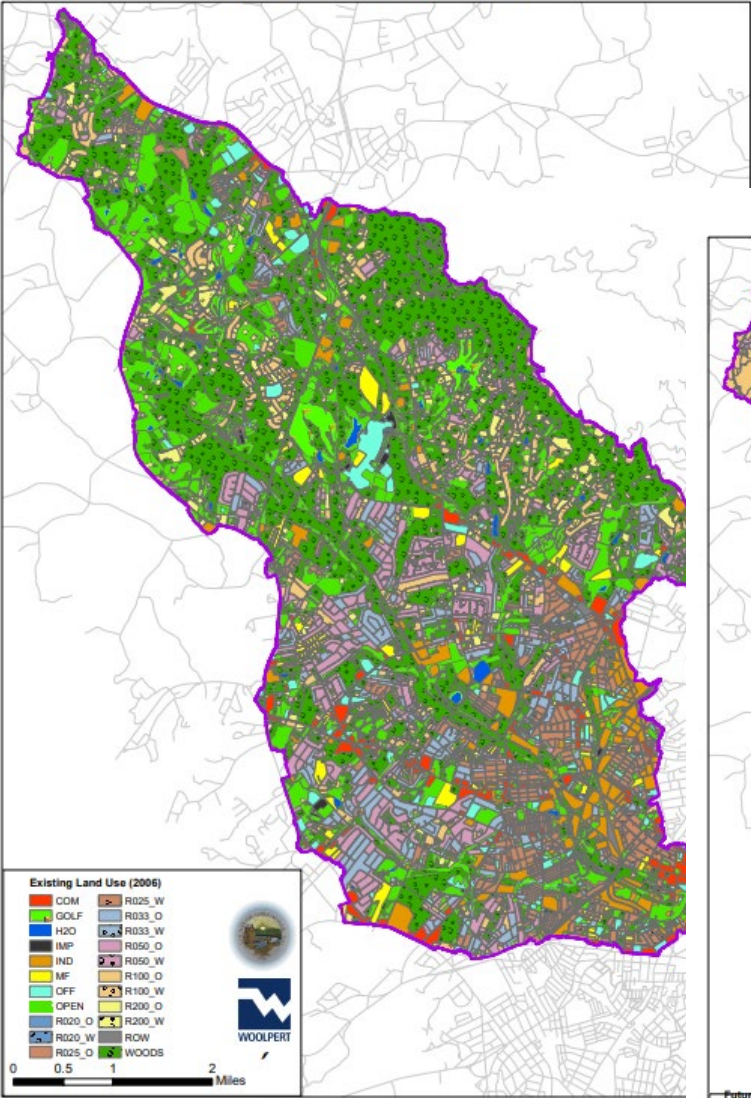 Existing Land Use (2006)
COM R025_W
GOLF R033_O
H2O R033_W
IMP R050_O
IND R050_W
MF R100_O
OFF R100_W
OPEN R200_O
R020_O R200_W
R020_W ROW
R025_O WOODS
WOOLPERT
0 0.5 1 2
Miles